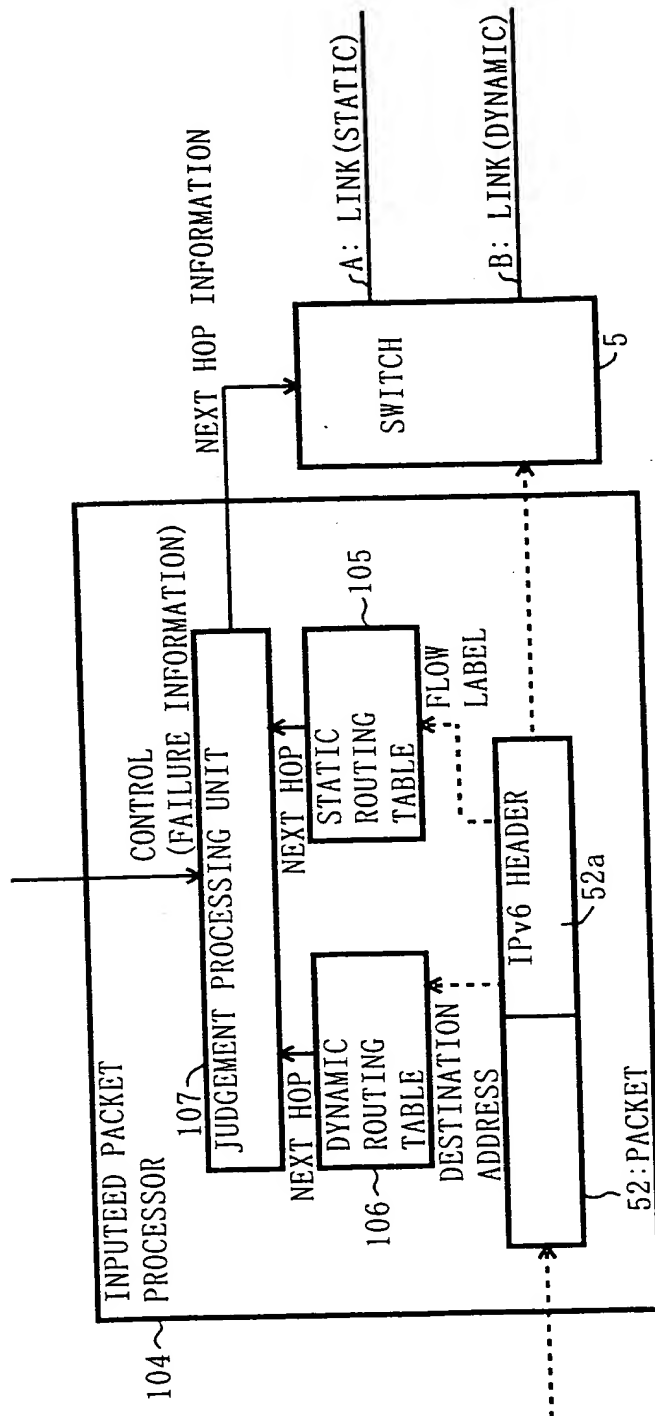 INPUTEED PACKET
PROCESSOR
104
CONTROL
(FAILURE INFORMATION)
107
JUDGEMENT PROCESSING UNIT
NEXT HOP INFORMATION
NEXT HOP
NEXT HOP
106
DYNAMIC
ROUTING
TABLE
105
STATIC
ROUTING
TABLE
DESTINATION
ADDRESS
FLOW
LABEL
IPv6 HEADER
52a
52:PACKET
SWITCH
5
A: LINK(STATIC)
B: LINK(DYNAMIC)